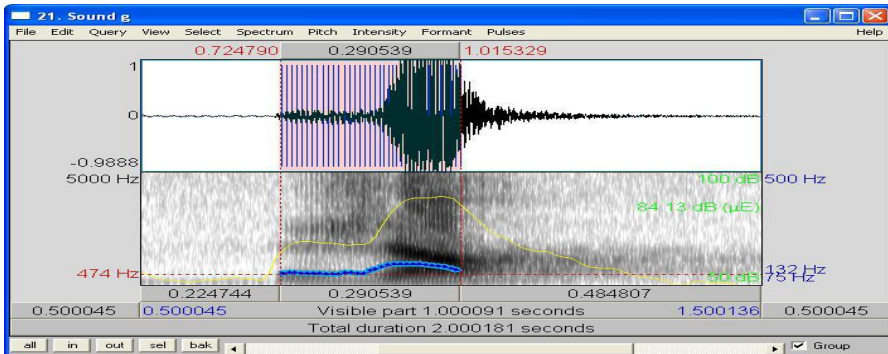 21. Sound g
File Edit Query View Select Spectrum Pitch Intensity Formant Pulses Help
0.724790 0.290539 1.015329
1
0
-0.9888
5000 Hz 100 dB 500 Hz
84.13 dB (µE)
474 Hz 132 Hz
50 dB 75 Hz
0.224744 0.290539 0.484807
0.500045 0.500045 Visible part 1.000091 seconds 1.500136 0.500045
Total duration 2.000181 seconds
all in out sel bak Group